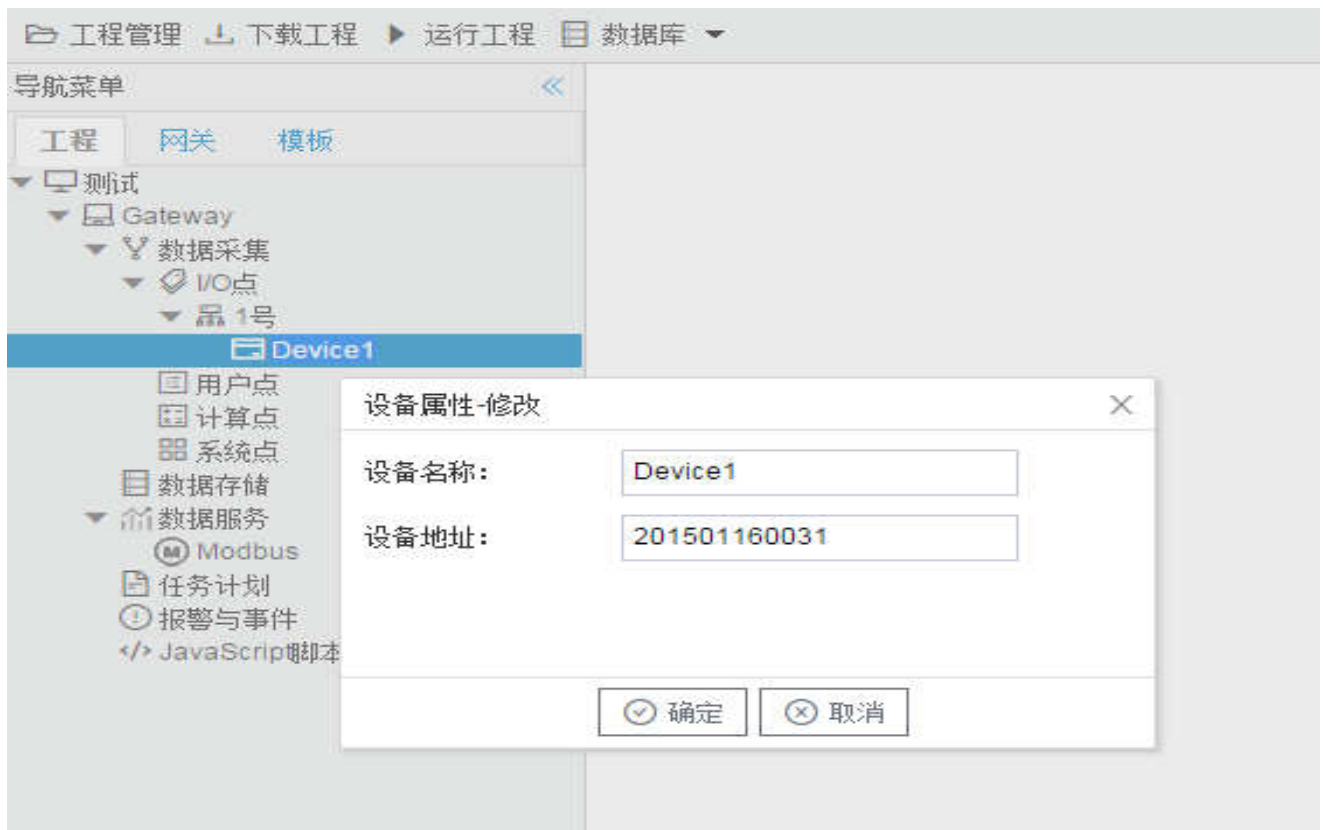 工程管理 下载工程 运行工程 数据库
导航菜单
工程 网关 模板
测试
Gateway
数据采集
I/O点
1号
Device1
用户点
计算点
系统点
数据存储
数据服务
Modbus
任务计划
报警与事件
JavaScript脚本
设备属性-修改
设备名称: Device1
设备地址: 201501160031
确定 取消